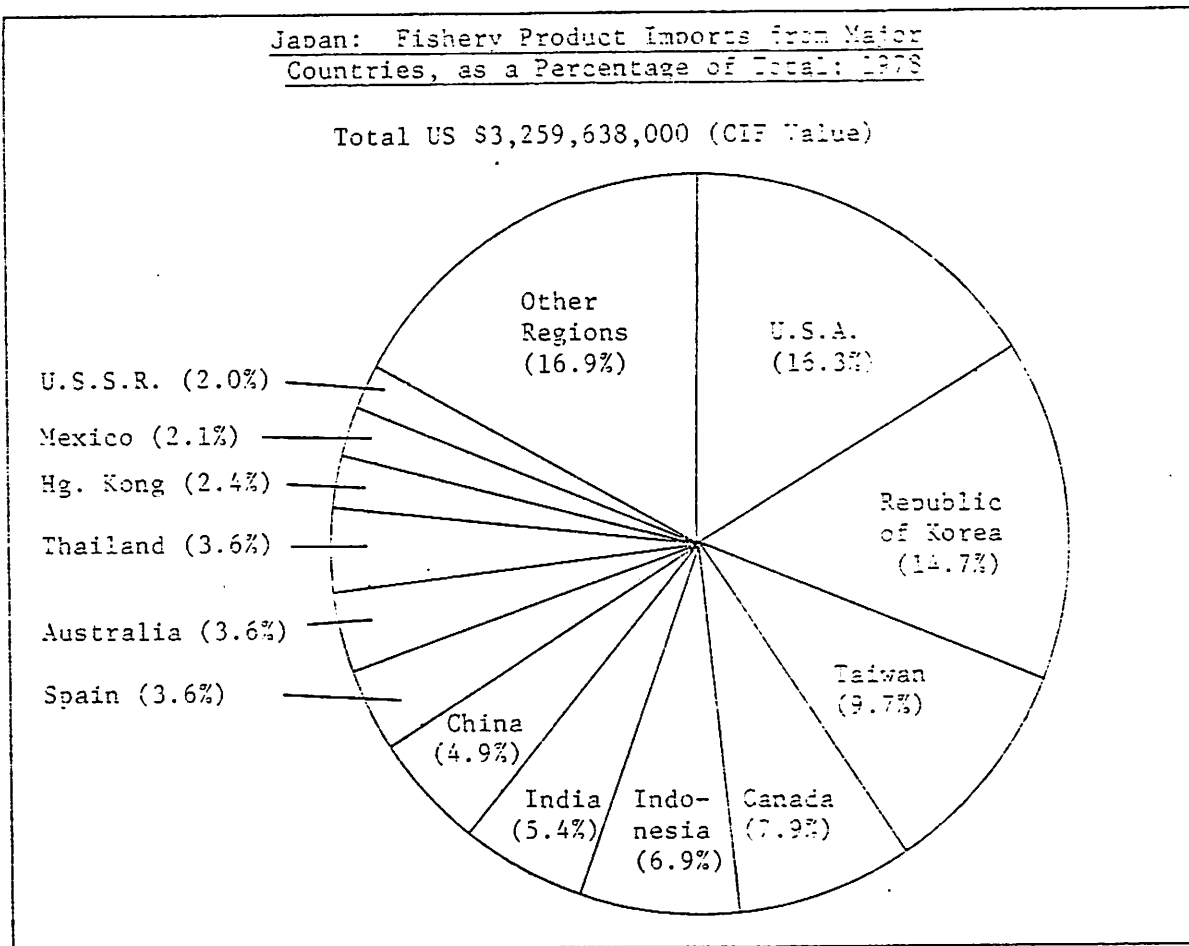 Japan: Fishery Product Imports from Major
Countries, as a Percentage of Total: 1978
Total US $3,259,638,000 (CIF Value)
Other
Regions
(16.9%)
U.S.A.
(16.3%)
Republic
of Korea
(14.7%)
Taiwan
(9.7%)
Canada
(7.9%)
Indo-
nesia
(6.9%)
India
(5.4%)
China
(4.9%)
Spain (3.6%)
Australia (3.6%)
Thailand (3.6%)
Hg. Kong (2.4%)
Mexico (2.1%)
U.S.S.R. (2.0%)